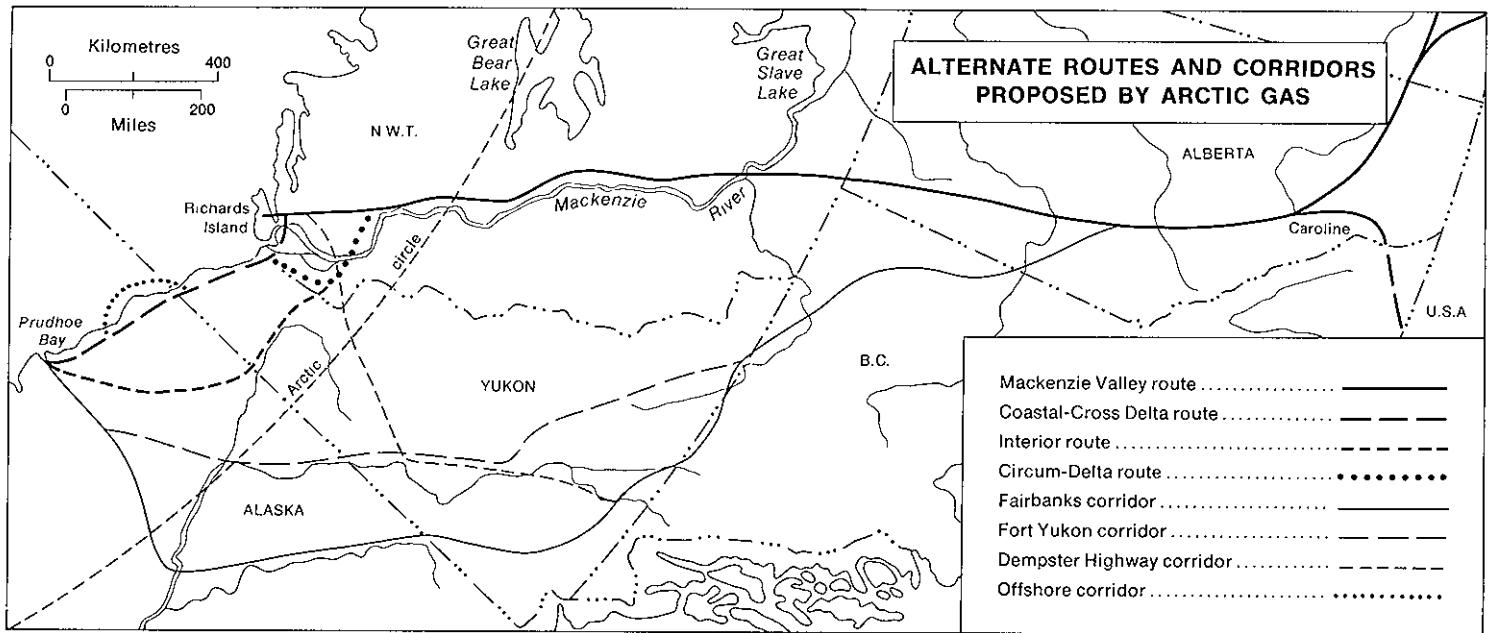 Kilometres
0 400
0 200
Miles
Great
Bear
Lake
Great
Slave
Lake
ALTERNATE ROUTES AND CORRIDORS
PROPOSED BY ARCTIC GAS
N W.T.
ALBERTA
Richards
Island
Mackenzie
River
Caroline
circle
Prudhoe
Bay
U.S.A
Arctic
YUKON
B.C.
ALASKA
Mackenzie Valley route
Coastal-Cross Delta route
Interior route
Circum-Delta route
Fairbanks corridor
Fort Yukon corridor
Dempster Highway corridor
Offshore corridor